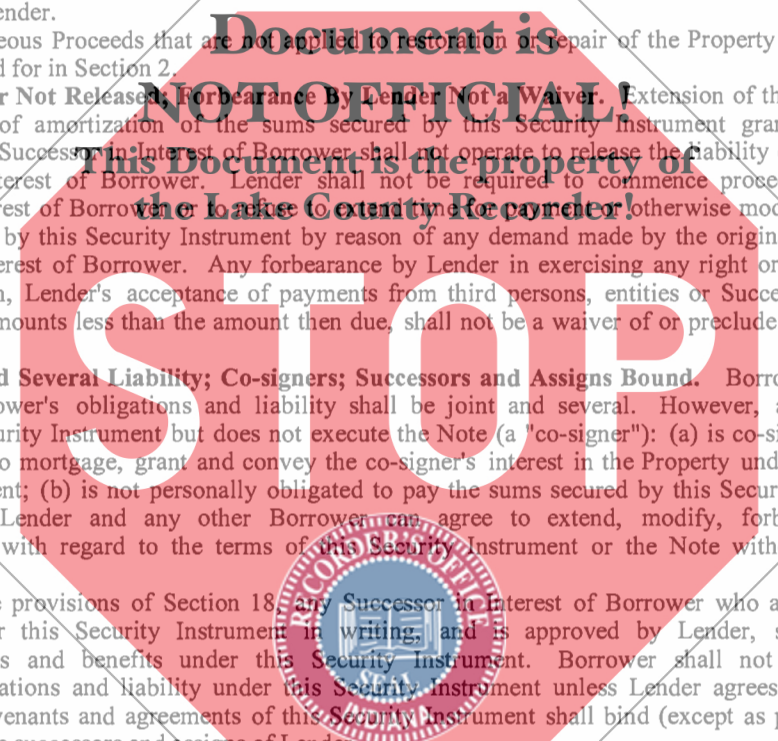 ender.
Document is
eous Proceeds that are not applied to restoration or repair of the Property
d for in Section 2.
NOT OFFICIAL!
r Not Released; Forbearance By Lender Not a Waiver. Extension of th
of amortization of the sums secured by this Security Instrument gran
This Document is the property of
Successor in Interest of Borrower shall not operate to release the liability
terest of Borrower. Lender shall not be required to commence proce
the Lake County Recorder!
rest of Borrower or to refuse to extend time for payment or otherwise mod
by this Security Instrument by reason of any demand made by the origin
erest of Borrower. Any forbearance by Lender in exercising any right or
n, Lender's acceptance of payments from third persons, entities or Succe
mounts less than the amount then due, shall not be a waiver of or preclude
STOP
d Several Liability; Co-signers; Successors and Assigns Bound. Borro
ower's obligations and liability shall be joint and several. However,
urity Instrument but does not execute the Note (a "co-signer"): (a) is co-si
o mortgage, grant and convey the co-signer's interest in the Property und
ent; (b) is not personally obligated to pay the sums secured by this Secur
Lender and any other Borrower can agree to extend, modify, forb
with regard to the terms of this Security Instrument or the Note with
RECORDER'S OFFICE
SEAL
INDIANA
e provisions of Section 18, any Successor in Interest of Borrower who a
r this Security Instrument in writing, and is approved by Lender, s
s and benefits under this Security Instrument. Borrower shall not
ations and liability under this Security Instrument unless Lender agrees
venants and agreements of this Security Instrument shall bind (except as p
successors and assigns of Lender